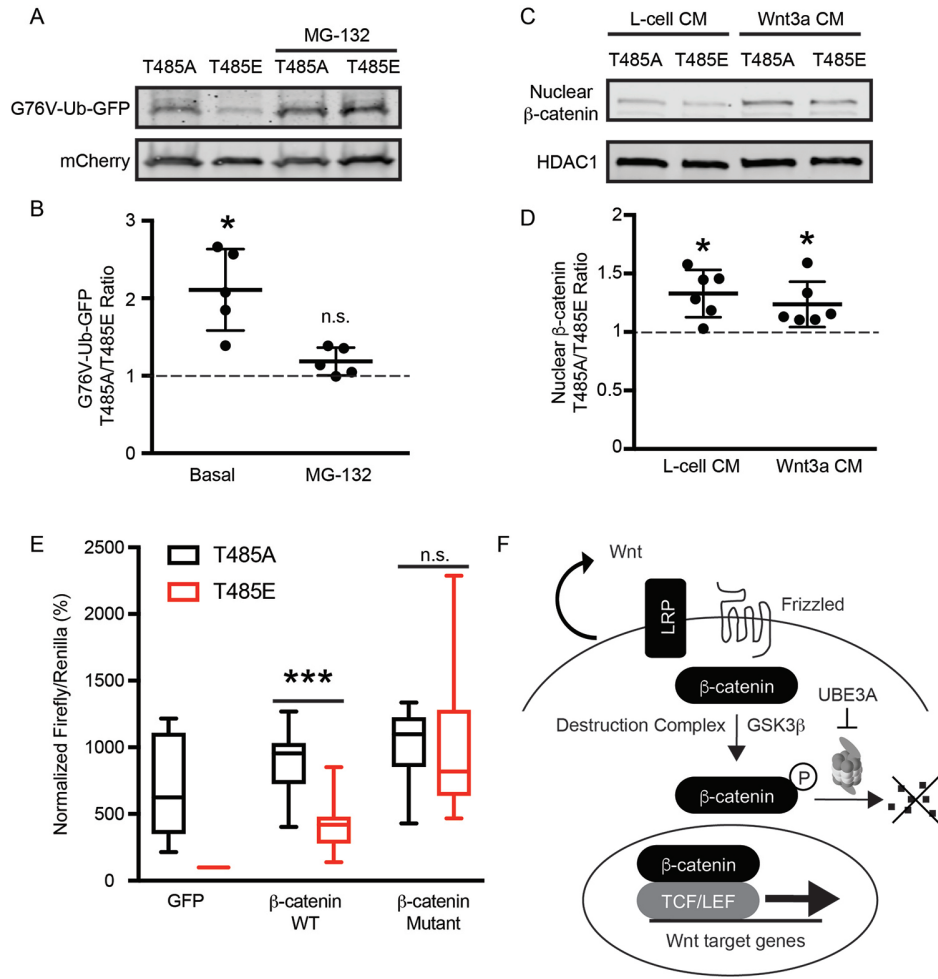 A
MG-132
T485A T485E T485A T485E
G76V-Ub-GFP
mCherry
B
G76V-Ub-GFP
T485A/T485E Ratio
3
2
1
0
*
n.s.
Basal MG-132
C
L-cell CM Wnt3a CM
T485A T485E T485A T485E
Nuclear
β-catenin
HDAC1
D
Nuclear β-catenin
T485A/T485E Ratio
2
1.5
1
0.5
0
* *
L-cell CM Wnt3a CM
E
Normalized Firefly/Renilla (%)
2500
2000
1500
1000
500
0
T485A
T485E
***
n.s.
GFP β-catenin β-catenin
WT Mutant
F
Wnt
LRP
Frizzled
β-catenin
UBE3A
Destruction Complex GSK3β
P
β-catenin
β-catenin
TCF/LEF
Wnt target genes